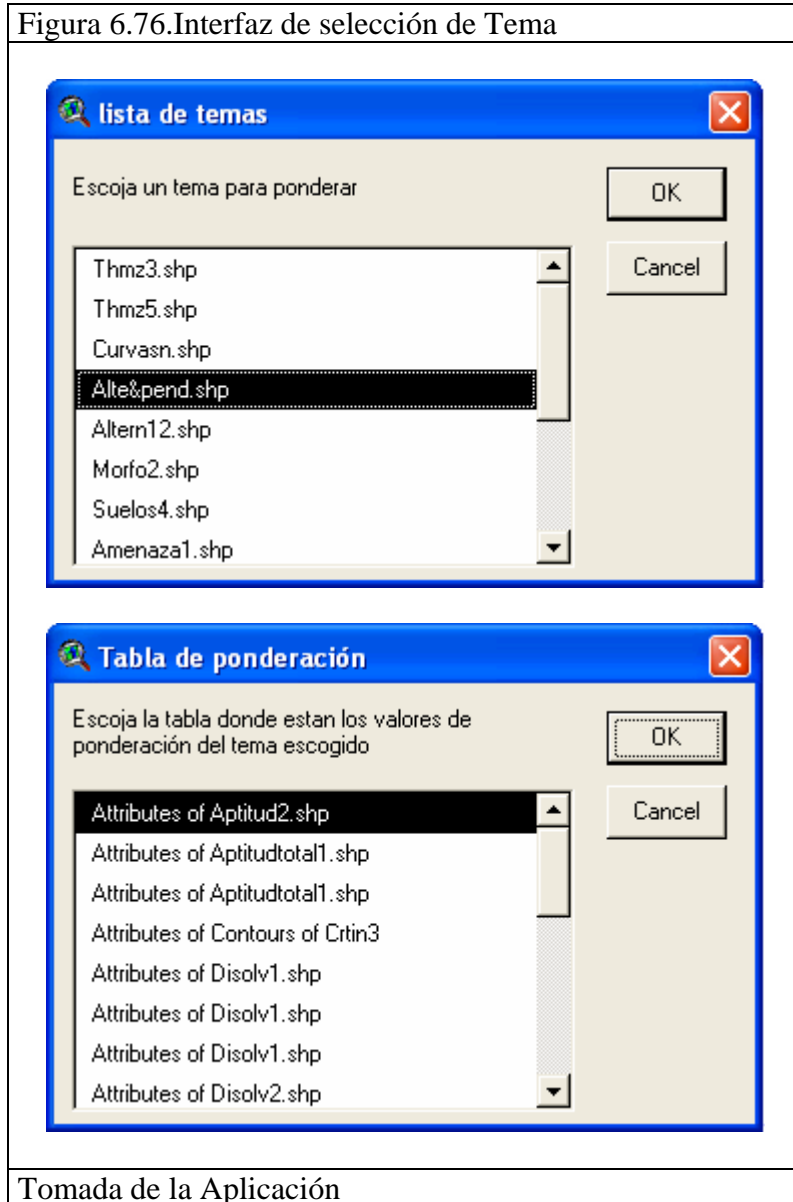 Figura 6.76.Interfaz de selección de Tema
lista de temas
Escoja un tema para ponderar
OK
Cancel
Thmz3.shp
Thmz5.shp
Curvasn.shp
Alte&pend.shp
Altern12.shp
Morfo2.shp
Suelos4.shp
Amenaza1.shp
Tabla de ponderación
Escoja la tabla donde estan los valores de
ponderación del tema escogido
OK
Cancel
Attributes of Aptitud2.shp
Attributes of Aptitudtotal1.shp
Attributes of Aptitudtotal1.shp
Attributes of Contours of Crtin3
Attributes of Disolv1.shp
Attributes of Disolv1.shp
Attributes of Disolv1.shp
Attributes of Disolv2.shp
Tomada de la Aplicación